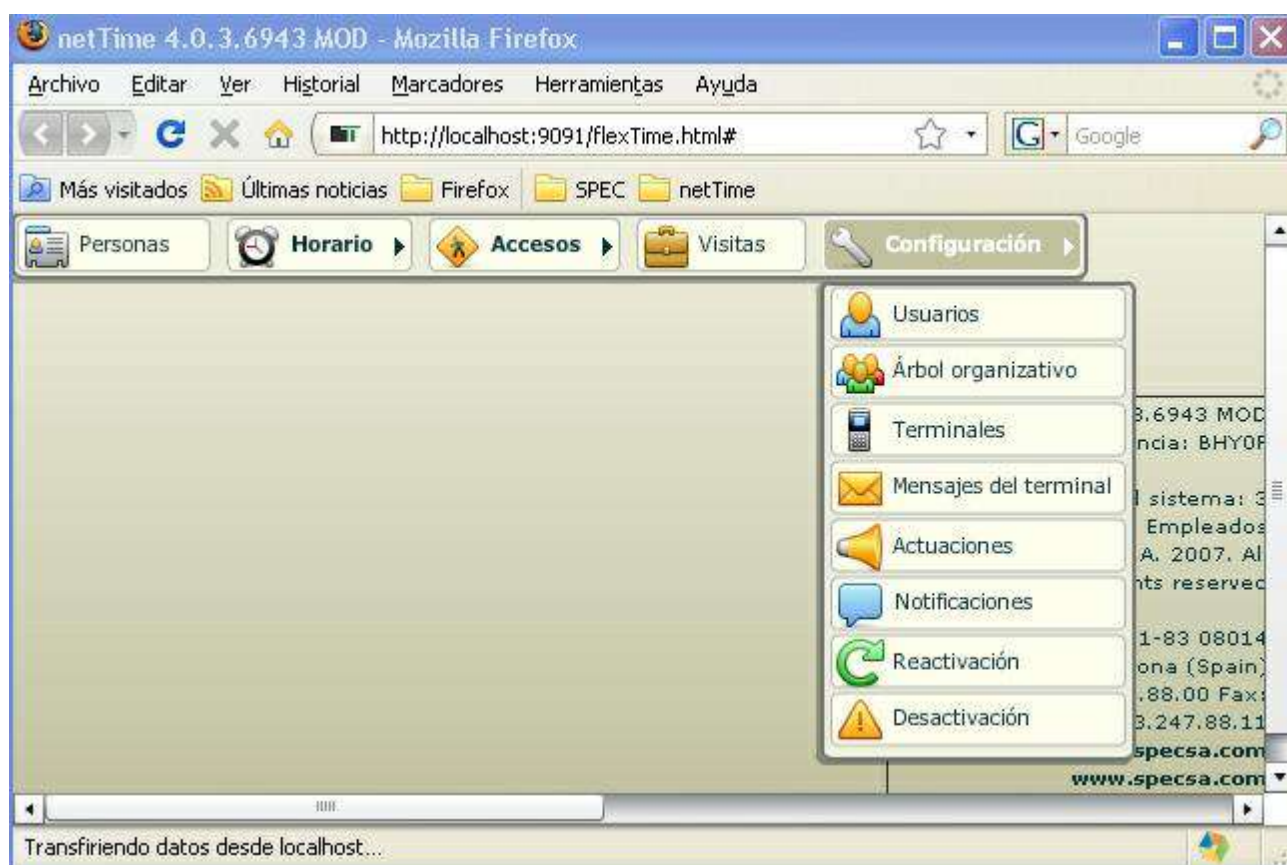 netTime 4.0.3.6943 MOD - Mozilla Firefox
Archivo Editar Ver Historial Marcadores Herramientas Ayuda
http://localhost:9091/flexTime.html# G Google
Más visitados Últimas noticias Firefox SPEC netTime
Personas Horario Accesos Visitas Configuración
Usuarios
Árbol organizativo
Terminales
Mensajes del terminal
Actuaciones
Notificaciones
Reactivación
Desactivación
3.6943 MOD
ncia: BHY0F
sistema: 3
Empleados
A. 2007. Al
nts reserved
1-83 08014
ona (Spain)
.88.00 Fax:
3.247.88.11
specsa.com
www.specsa.com
Transfiriendo datos desde localhost...